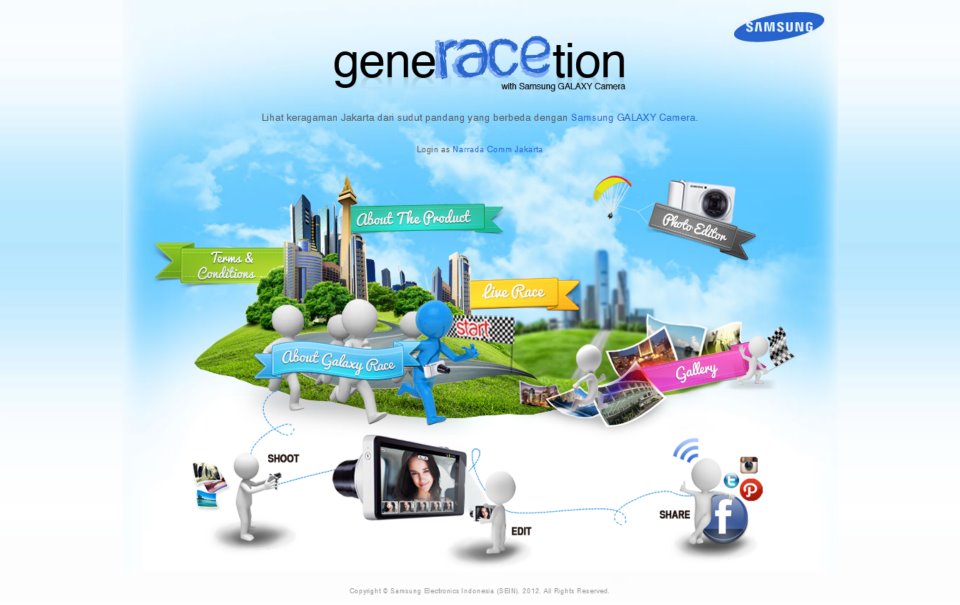 SAMSUNG
generacetion
with Samsung GALAXY Camera
Lihat keragaman Jakarta dari sudut pandang yang berbeda dengan Samsung GALAXY Camera.
Login as Narrada Comm Jakarta
SAMSUNG
About The Product
Photo Editor
Terms &
Conditions
Live Race
start
About Galaxy Race
Gallery
SHOOT
EDIT
SHARE
Copyright © Samsung Electronics Indonesia (SEIN), 2012. All Rights Reserved.